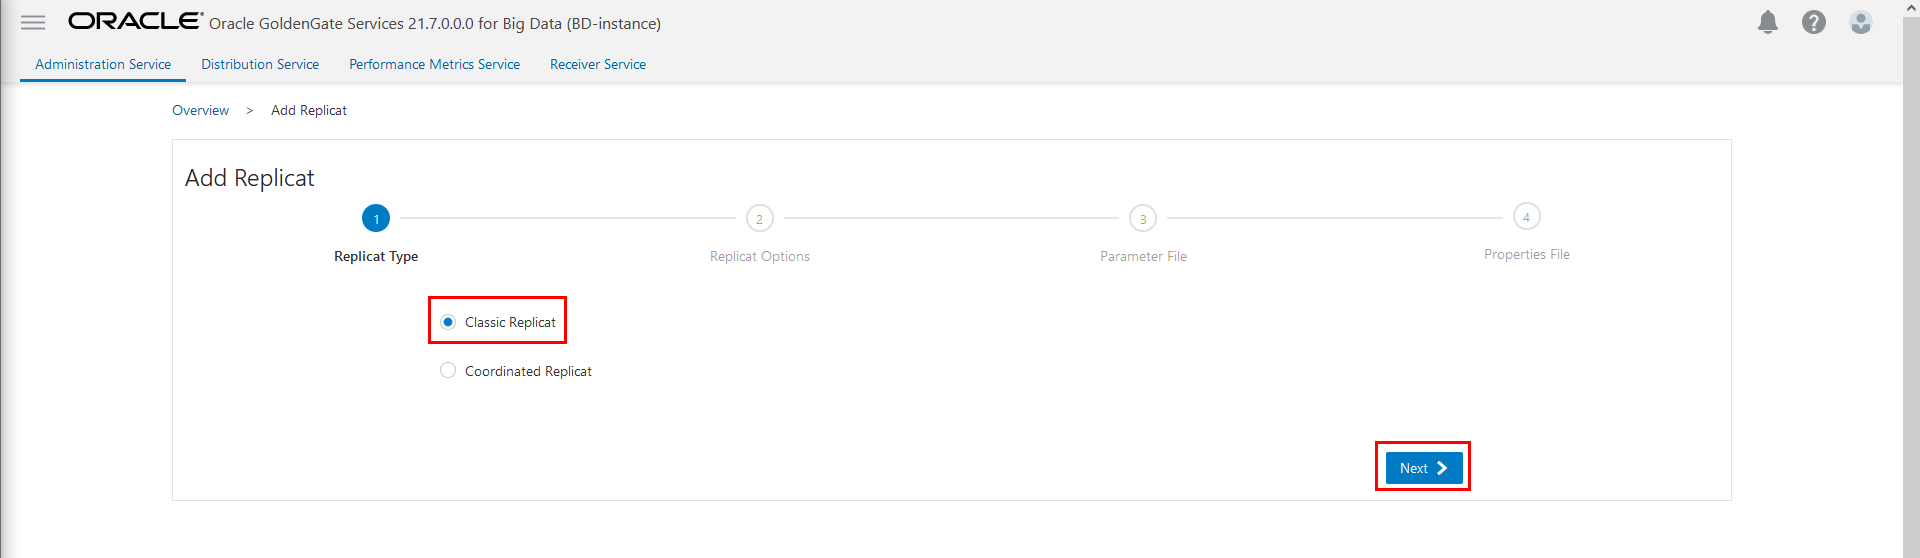 ORACLE Oracle GoldenGate Services 21.7.0.0.0 for Big Data (BD-instance)
Administration Service Distribution Service Performance Metrics Service Receiver Service
Overview > Add Replicat
Add Replicat
1 2 3 4
Replicat Type Replicat Options Parameter File Properties File
Classic Replicat
Coordinated Replicat
Next